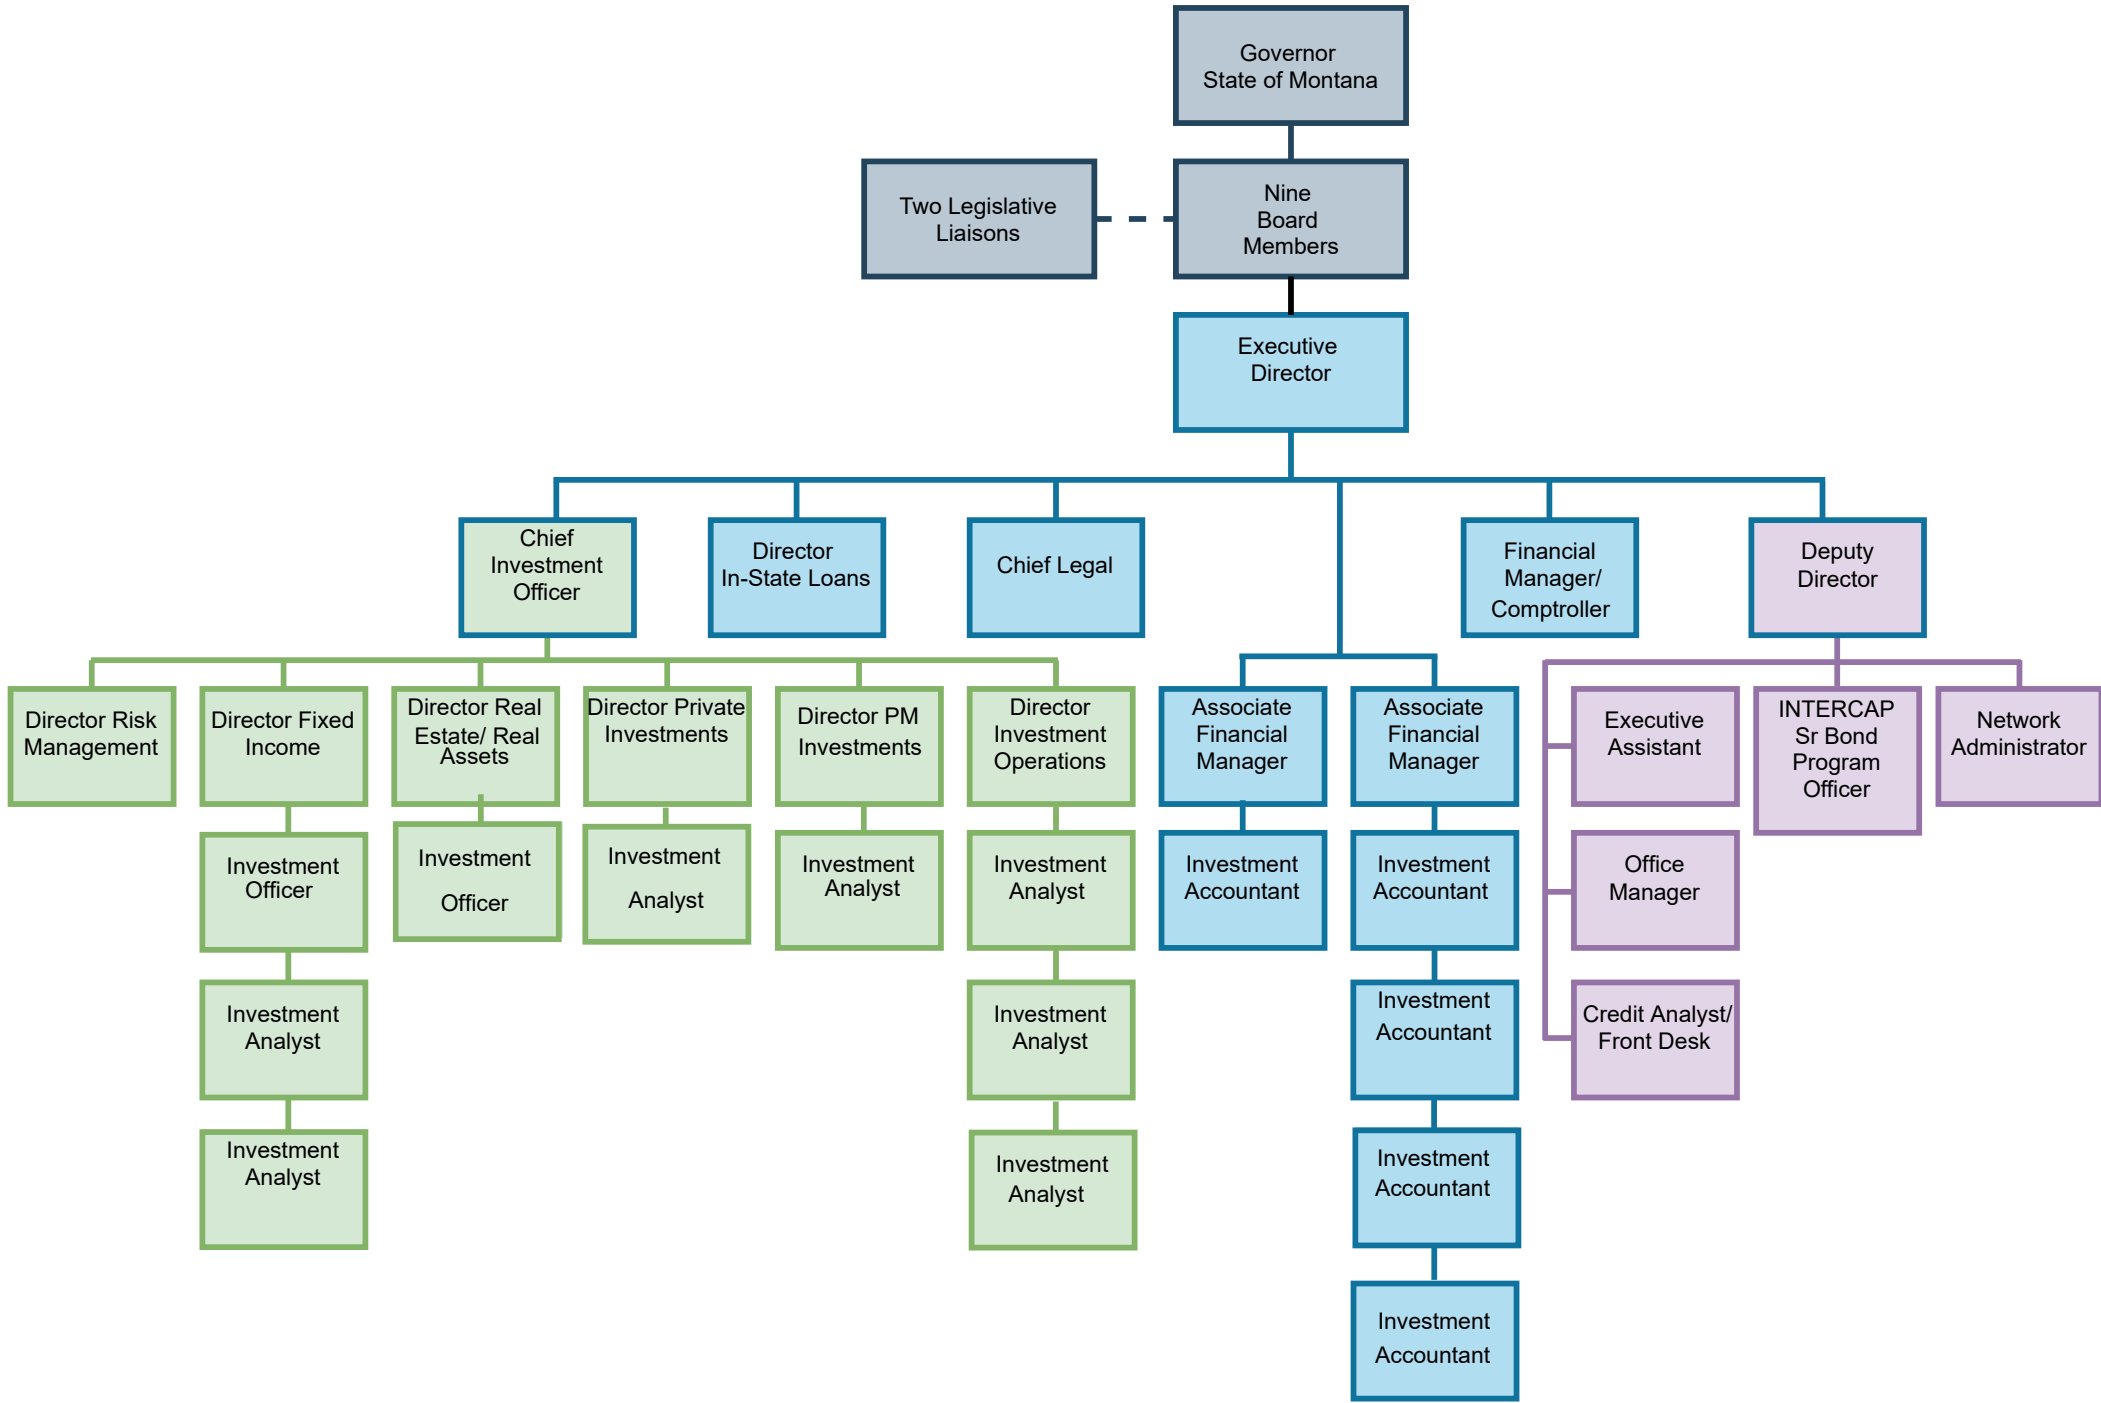 Governor
State of Montana
Two Legislative
Liaisons
Nine
Board
Members
Executive
Director
Chief
Investment
Officer
Director
In-State Loans
Chief Legal
Financial
Manager/
Comptroller
Deputy
Director
Director Risk
Management
Director Fixed
Income
Director Real
Estate/ Real
Assets
Director Private
Investments
Director PM
Investments
Director
Investment
Operations
Associate
Financial
Manager
Associate
Financial
Manager
Executive
Assistant
INTERCAP
Sr Bond
Program
Officer
Network
Administrator
Investment
Officer
Investment
Officer
Investment
Analyst
Investment
Analyst
Investment
Analyst
Investment
Accountant
Investment
Accountant
Office
Manager
Investment
Analyst
Investment
Analyst
Investment
Accountant
Credit Analyst/
Front Desk
Investment
Analyst
Investment
Analyst
Investment
Accountant
Investment
Accountant